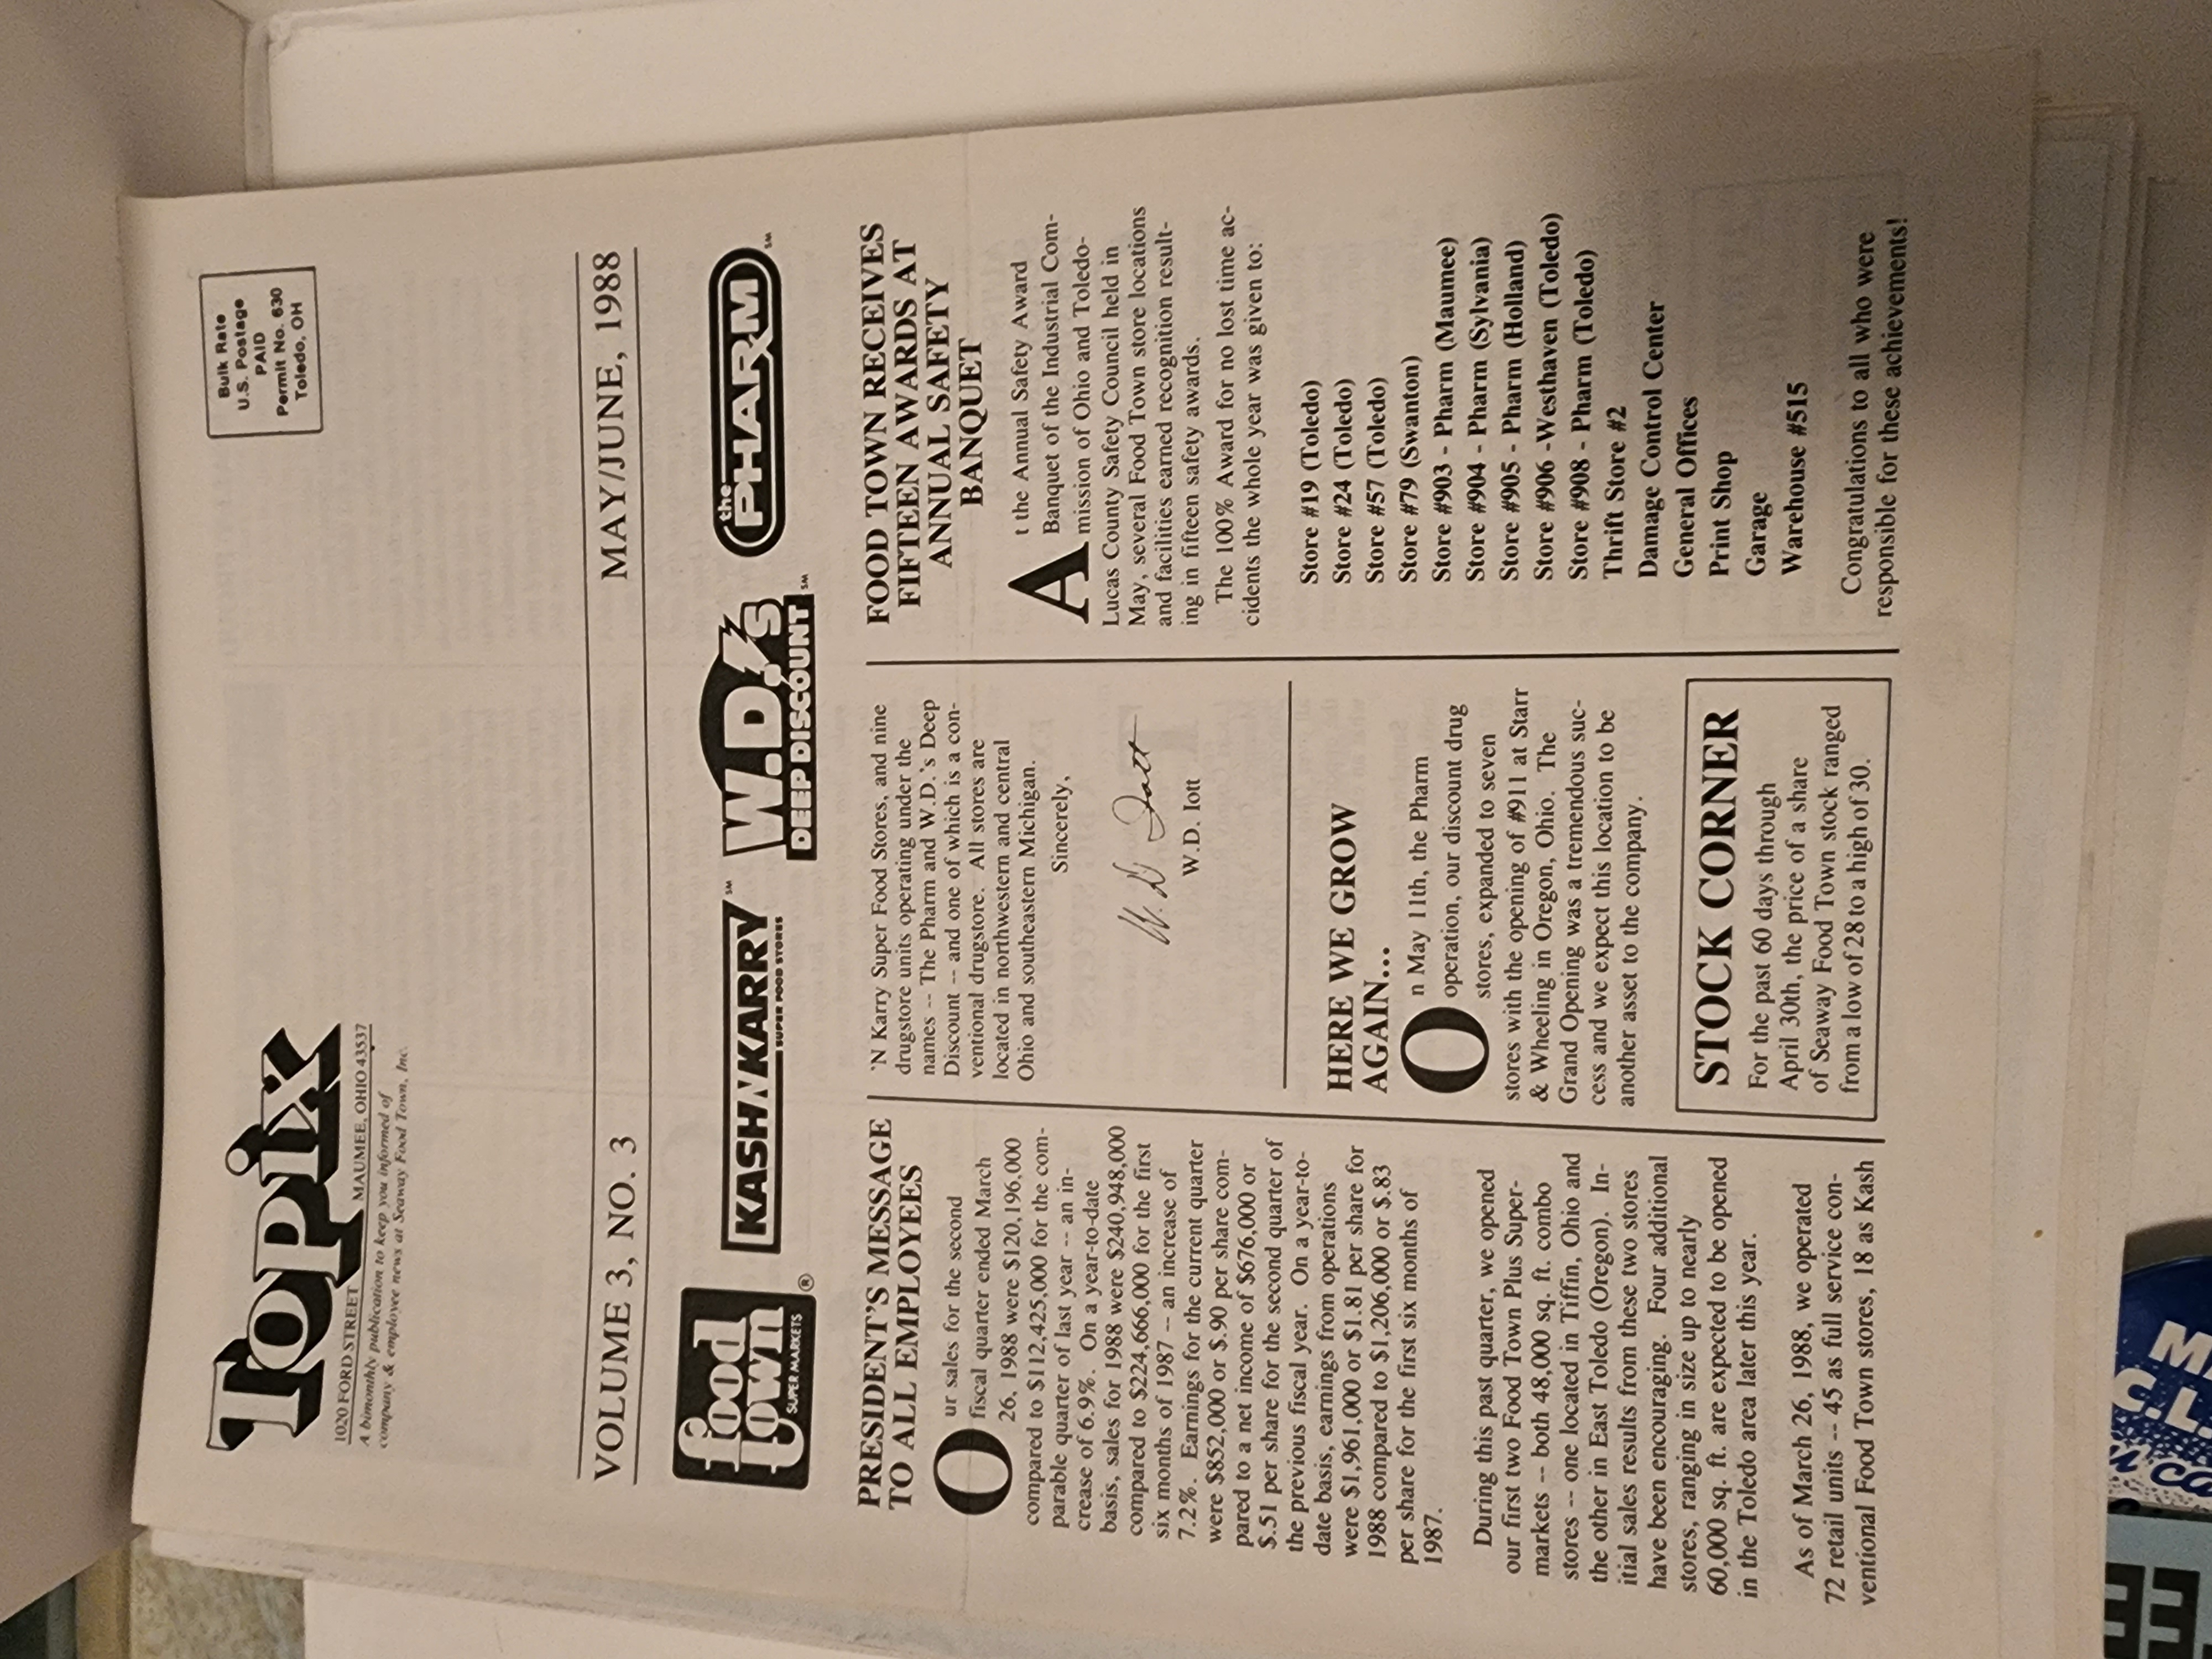 Topix
1020 FORD STREET MAUMEE, OHIO 43537
A bimonthly publication to keep you informed of
company & employee news at Seaway Food Town, Inc.
Bulk Rate
U.S. Postage
PAID
Permit No. 630
Toledo, OH
VOLUME 3, NO. 3 MAY/JUNE, 1988
food
town
SUPERMARKETS ®
KASH 'N KARRY SM
SUPER FOOD STORES
W.D.'s
DEEP DISCOUNT SM
the
PHARM SM
PRESIDENT'S MESSAGE
TO ALL EMPLOYEES
Our sales for the second
fiscal quarter ended March
26, 1988 were $120,196,000
compared to $112,425,000 for the com-
parable quarter of last year -- an in-
crease of 6.9%. On a year-to-date
basis, sales for 1988 were $240,948,000
compared to $224,666,000 for the first
six months of 1987 -- an increase of
7.2%. Earnings for the current quarter
were $852,000 or $.90 per share com-
pared to a net income of $676,000 or
$.51 per share for the second quarter of
the previous fiscal year. On a year-to-
date basis, earnings from operations
were $1,961,000 or $1.81 per share for
1988 compared to $1,206,000 or $.83
per share for the first six months of
1987.
During this past quarter, we opened
our first two Food Town Plus Super-
markets -- both 48,000 sq. ft. combo
stores -- one located in Tiffin, Ohio and
the other in East Toledo (Oregon). In-
itial sales results from these two stores
have been encouraging. Four additional
stores, ranging in size up to nearly
60,000 sq. ft. are expected to be opened
in the Toledo area later this year.
As of March 26, 1988, we operated
72 retail units -- 45 as full service con-
ventional Food Town stores, 18 as Kash
'N Karry Super Food Stores, and nine
drugstore units operating under the
names -- The Pharm and W.D.'s Deep
Discount -- and one of which is a con-
ventional drugstore. All stores are
located in northwestern and central
Ohio and southeastern Michigan.
Sincerely,
W. D. Iott
W.D. Iott
HERE WE GROW
AGAIN...
On May 11th, the Pharm
operation, our discount drug
stores, expanded to seven
stores with the opening of #911 at Starr
& Wheeling in Oregon, Ohio. The
Grand Opening was a tremendous suc-
cess and we expect this location to be
another asset to the company.
STOCK CORNER
For the past 60 days through
April 30th, the price of a share
of Seaway Food Town stock ranged
from a low of 28 to a high of 30.
FOOD TOWN RECEIVES
FIFTEEN AWARDS AT
ANNUAL SAFETY
BANQUET
At the Annual Safety Award
Banquet of the Industrial Com-
mission of Ohio and Toledo-
Lucas County Safety Council held in
May, several Food Town store locations
and facilities earned recognition result-
ing in fifteen safety awards.
The 100% Award for no lost time ac-
cidents the whole year was given to:
Store #19 (Toledo)
Store #24 (Toledo)
Store #57 (Toledo)
Store #79 (Swanton)
Store #903 - Pharm (Maumee)
Store #904 - Pharm (Sylvania)
Store #905 - Pharm (Holland)
Store #906 -Westhaven (Toledo)
Store #908 - Pharm (Toledo)
Thrift Store #2
Damage Control Center
General Offices
Print Shop
Garage
Warehouse #515
Congratulations to all who were
responsible for these achievements!